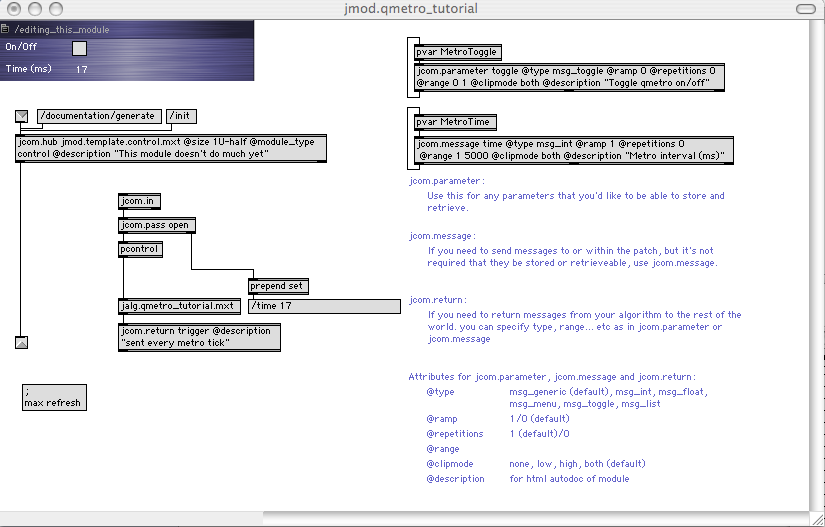 jmod.qmetro_tutorial
/editing_this_module
On/Off
Time (ms) 17
/documentation/generate /init
jcom.hub jmod.template.control.mxt @size 1U-half @module_type
control @description "This module doesn't do much yet"
jcom.in
jcom.pass open
pcontrol
prepend set
jalg.qmetro_tutorial.mxt /time 17
jcom.return trigger @description
"sent every metro tick"
;
max refresh
pvar MetroToggle
jcom.parameter toggle @type msg_toggle @ramp 0 @repetitions 0
@range 0 1 @clipmode both @description "Toggle qmetro on/off"
pvar MetroTime
jcom.message time @type msg_int @ramp 1 @repetitions 0
@range 1 5000 @clipmode both @description "Metro interval (ms)"
jcom.parameter:
Use this for any parameters that you'd like to be able to store and
retrieve.
jcom.message:
If you need to send messages to or within the patch, but it's not
required that they be stored or retrieveable, use jcom.message.
jcom.return:
If you need to return messages from your algorithm to the rest of the
world. you can specify type, range... etc as in jcom.parameter or
jcom.message
Attributes for jcom.parameter, jcom.message and jcom.return:
@type msg_generic (default), msg_int, msg_float,
msg_menu, msg_toggle, msg_list
@ramp 1/0 (default)
@repetitions 1 (default)/0
@range
@clipmode none, low, high, both (default)
@description for html autodoc of module